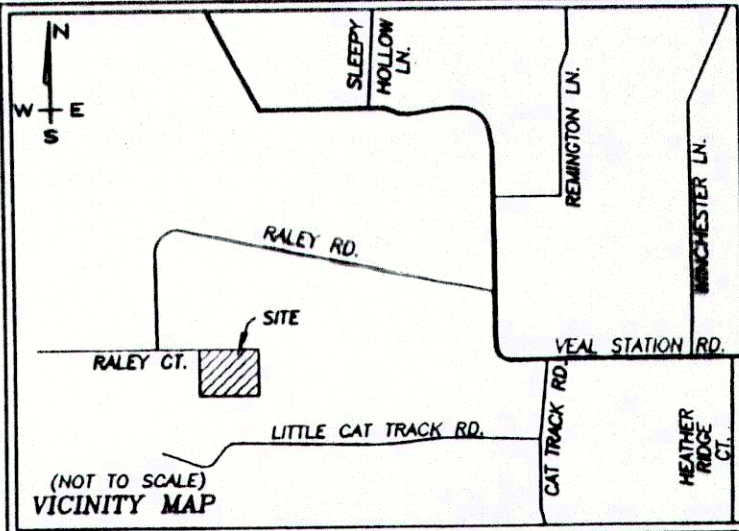 N
W E
S
SLEEPY
HOLLOW
LN.
REMINGTON LN.
WINCHESTER LN.
RALEY RD.
SITE
RALEY CT.
VEAL STATION RD.
LITTLE CAT TRACK RD.
CAT TRACK RD.
HEATHER
RIDGE
CT.
(NOT TO SCALE)
VICINITY MAP